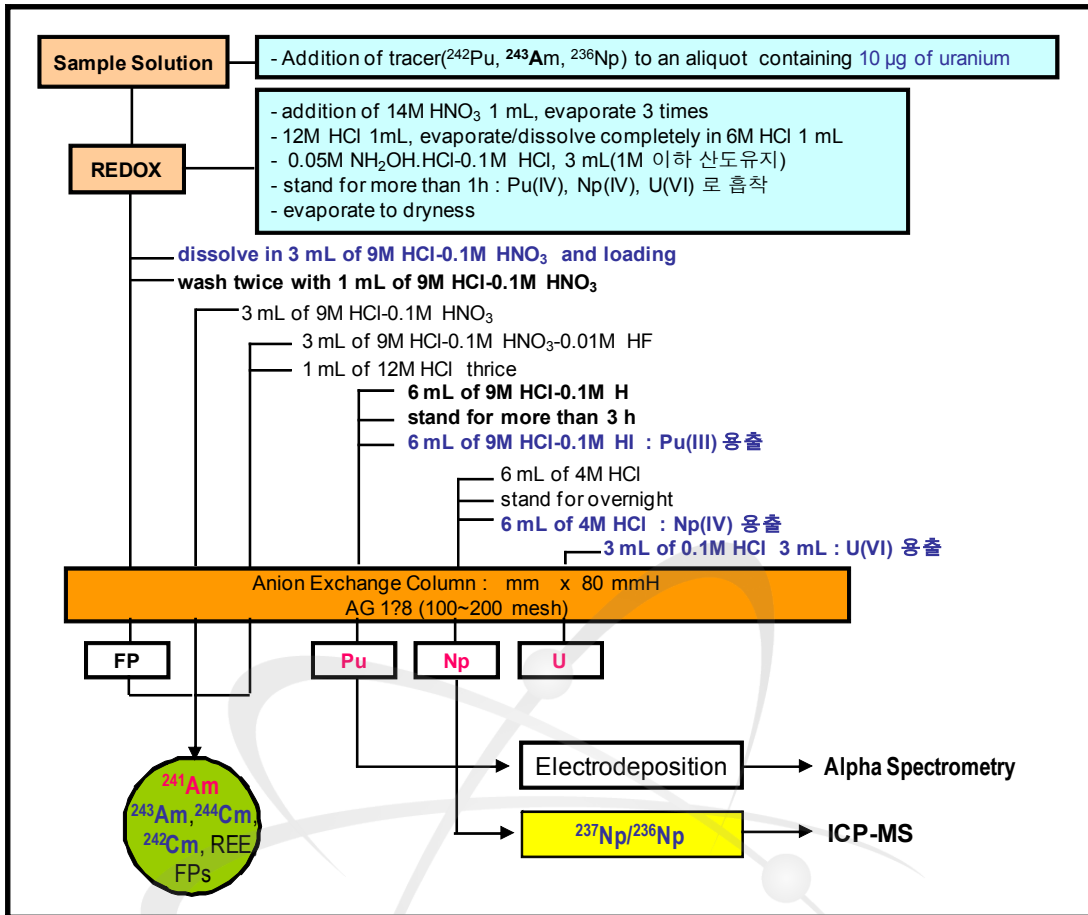 Sample Solution
- Addition of tracer(²⁴²Pu, ²⁴³Am, ²³⁶Np) to an aliquot containing 10 µg of uranium
REDOX
- addition of 14M HNO₃ 1 mL, evaporate 3 times
- 12M HCl 1mL, evaporate/dissolve completely in 6M HCl 1 mL
- 0.05M NH₂OH.HCl-0.1M HCl, 3 mL(1M 이하 산도유지)
- stand for more than 1h : Pu(IV), Np(IV), U(VI) 로 흡착
- evaporate to dryness
dissolve in 3 mL of 9M HCl-0.1M HNO₃ and loading
wash twice with 1 mL of 9M HCl-0.1M HNO₃
3 mL of 9M HCl-0.1M HNO₃
3 mL of 9M HCl-0.1M HNO₃-0.01M HF
1 mL of 12M HCl thrice
6 mL of 9M HCl-0.1M H
stand for more than 3 h
6 mL of 9M HCl-0.1M HI : Pu(III) 용출
6 mL of 4M HCl
stand for overnight
6 mL of 4M HCl : Np(IV) 용출
3 mL of 0.1M HCl 3 mL : U(VI) 용출
Anion Exchange Column : mm x 80 mmH
AG 1?8 (100~200 mesh)
FP
Pu
Np
U
Electrodeposition
Alpha Spectrometry
²³⁷Np/²³⁶Np
ICP-MS
²⁴¹Am
²⁴³Am, ²⁴⁴Cm,
²⁴²Cm, REE,
FPs